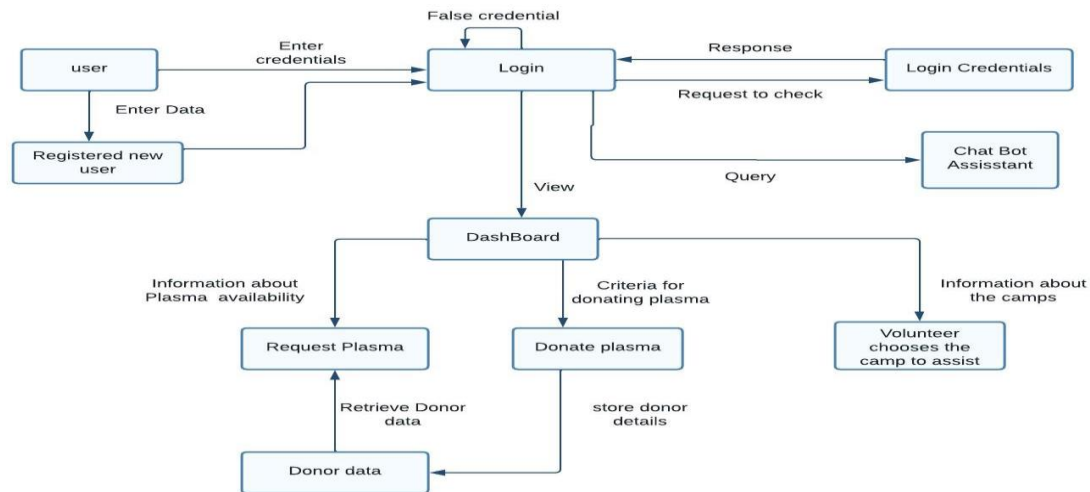 False credential
Enter
credentials
Response
user
Login
Login Credentials
Enter Data
Request to check
Registered new
user
Chat Bot
Assisstant
Query
View
DashBoard
Information about
Plasma availability
Criteria for
donating plasma
Information about
the camps
Request Plasma
Donate plasma
Volunteer
chooses the
camp to assist
Retrieve Donor
data
store donor
details
Donor data